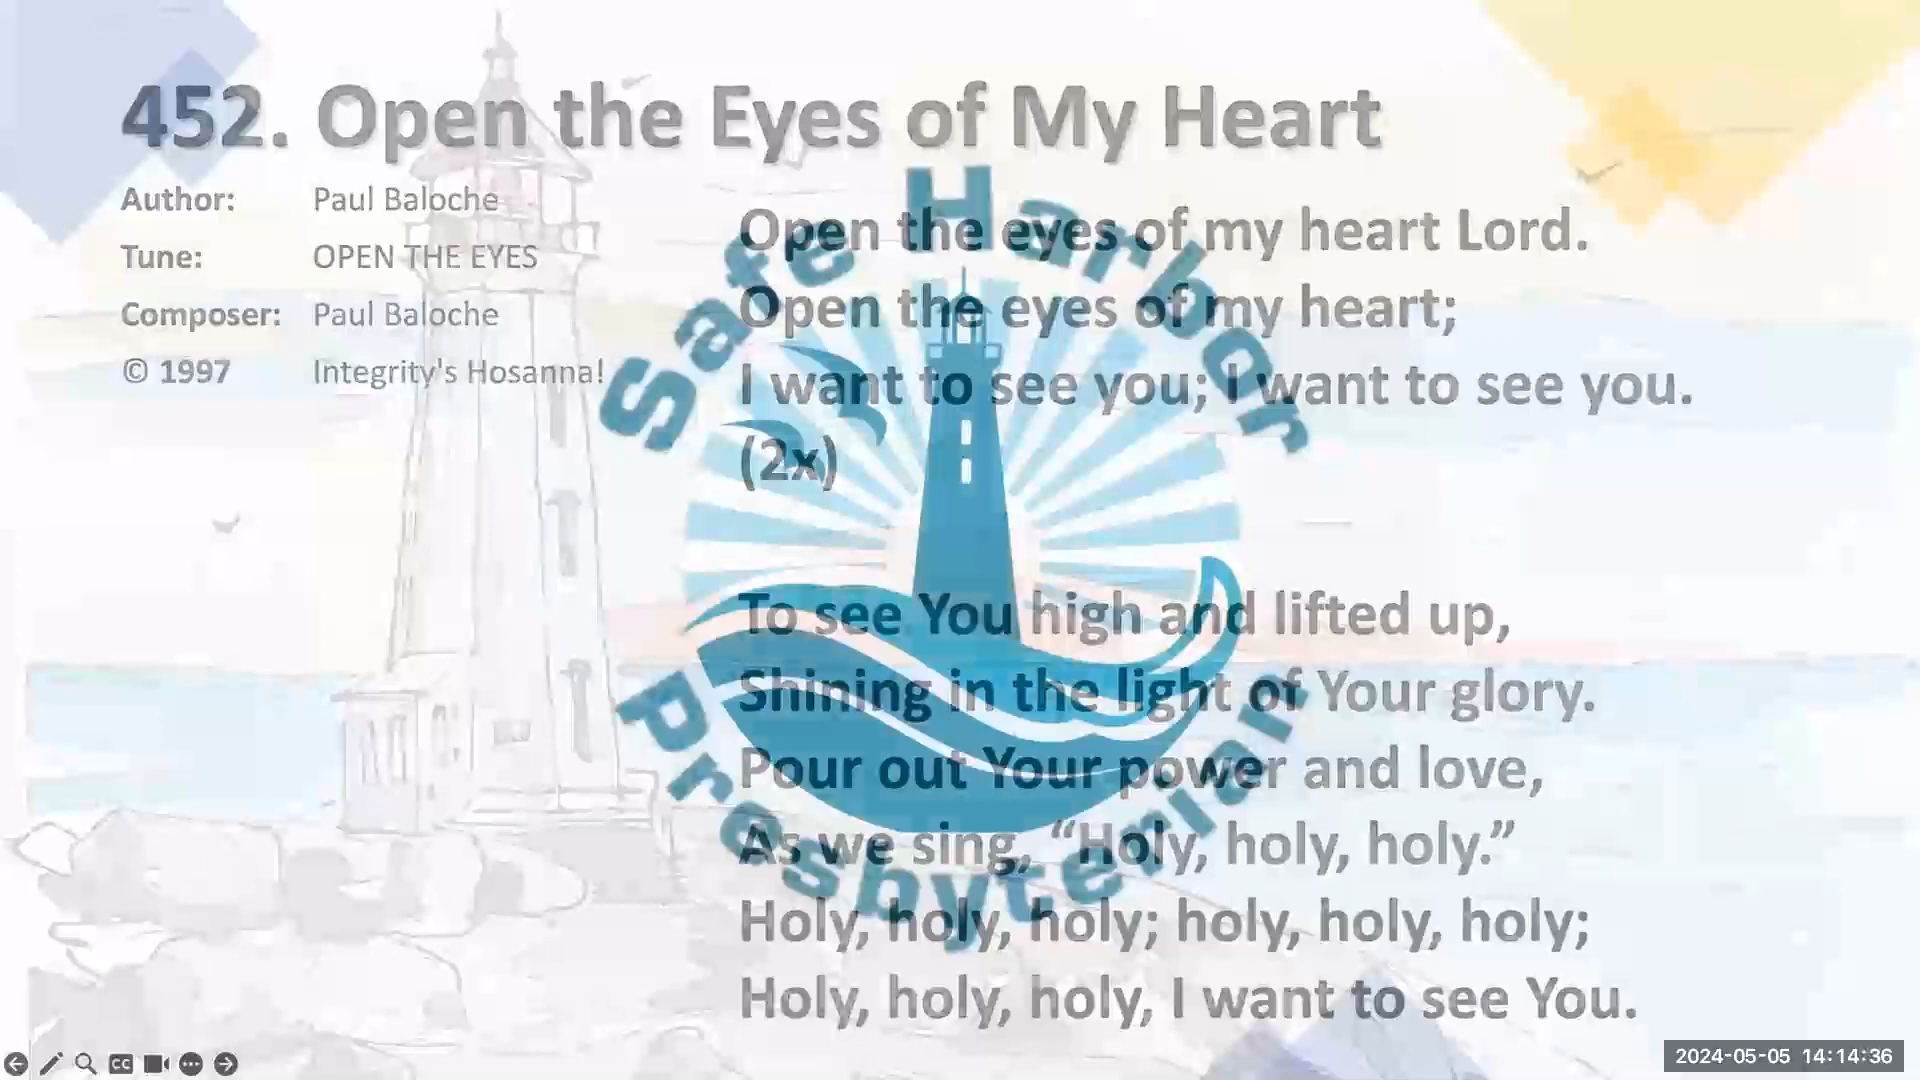 452. Open the Eyes of My Heart
Author: Paul Baloche
Tune: OPEN THE EYES
Composer: Paul Baloche
© 1997 Integrity's Hosanna!
Open the eyes of my heart Lord.
Open the eyes of my heart;
I want to see you; I want to see you.
(2x)
To see You high and lifted up,
Shining in the light of Your glory.
Pour out Your power and love,
As we sing, “Holy, holy, holy.”
Holy, holy, holy; holy, holy, holy;
Holy, holy, holy, I want to see You.
Safe Harbor
Presbyterian
CC
2024-05-05 14:14:36